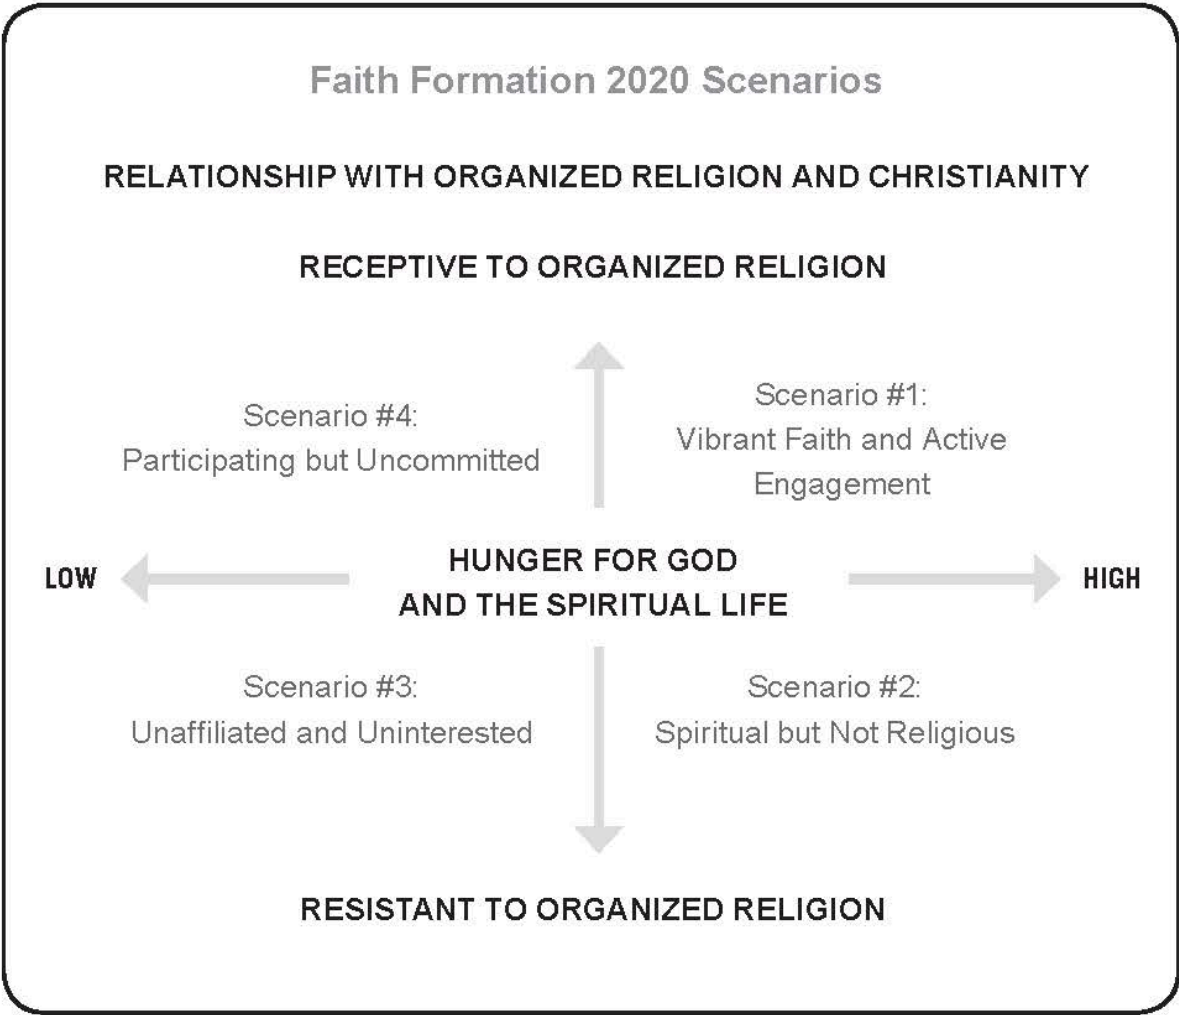 Faith Formation 2020 Scenarios
RELATIONSHIP WITH ORGANIZED RELIGION AND CHRISTIANITY
RECEPTIVE TO ORGANIZED RELIGION
Scenario #4:
Participating but Uncommitted
Scenario #1:
Vibrant Faith and Active
Engagement
LOW
HUNGER FOR GOD
AND THE SPIRITUAL LIFE
HIGH
Scenario #3:
Unaffiliated and Uninterested
Scenario #2:
Spiritual but Not Religious
RESISTANT TO ORGANIZED RELIGION